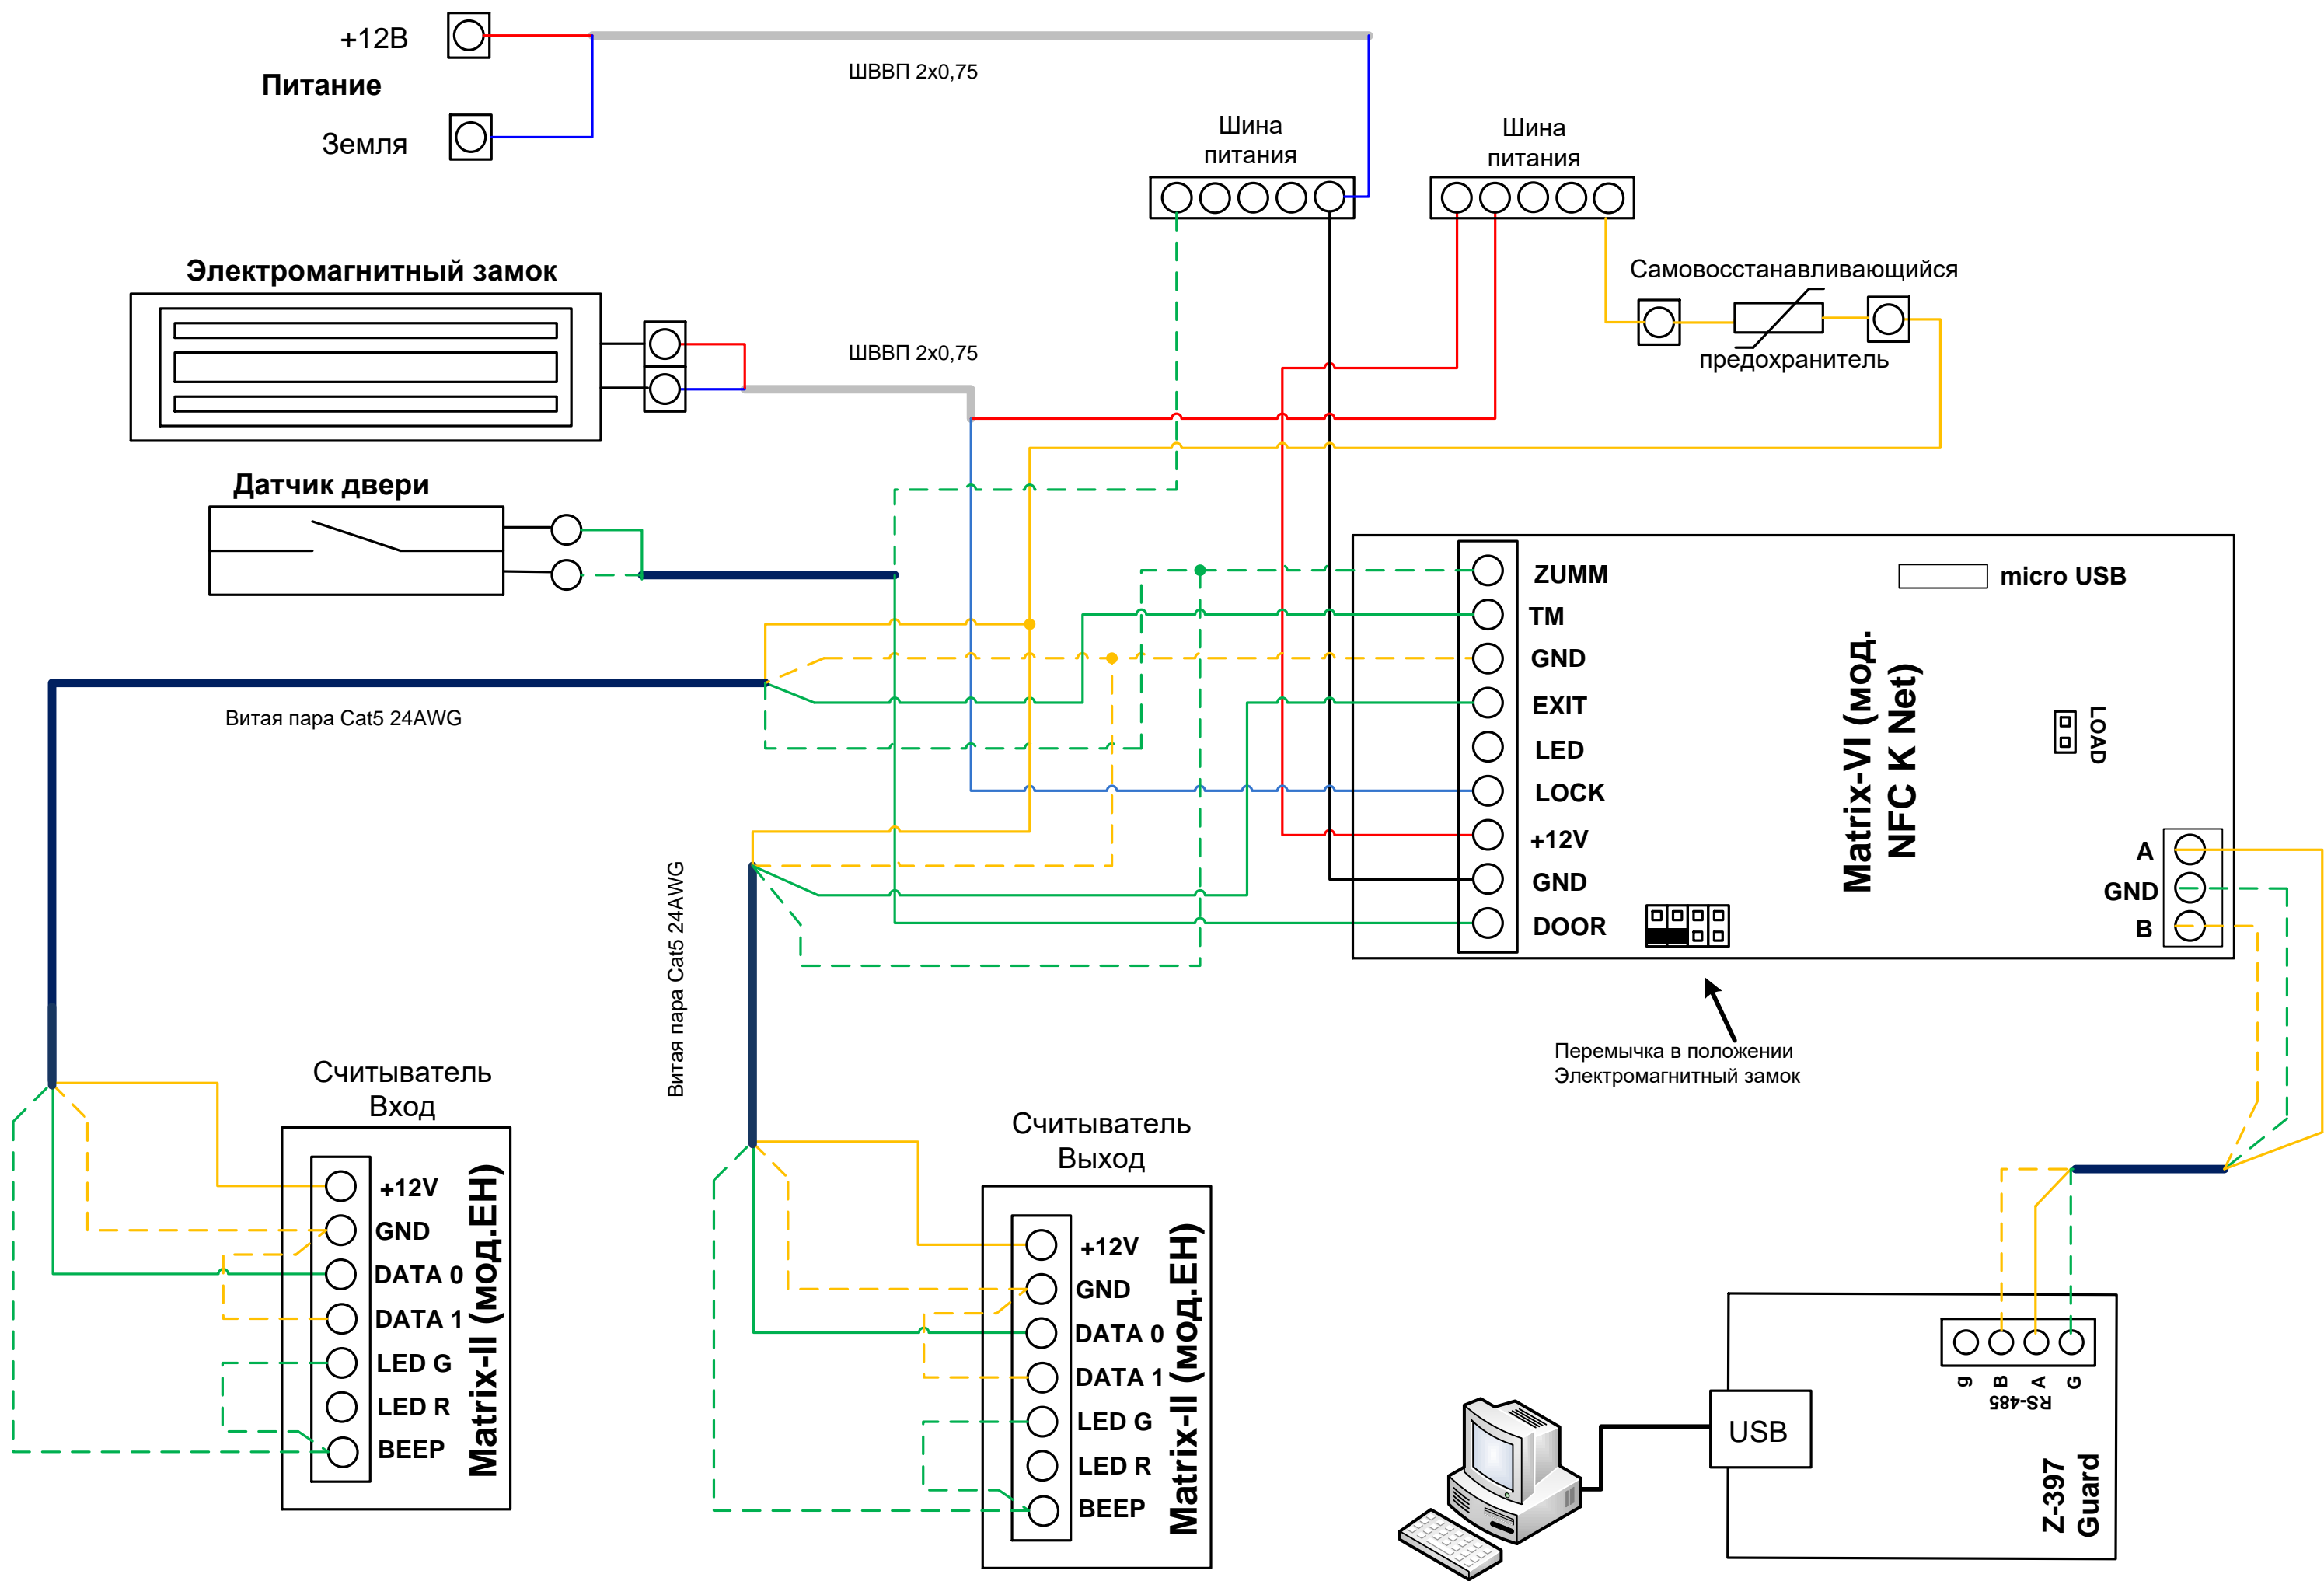 +12В
Питание
Земля
ШВВП 2x0,75
Шина
питания
Шина
питания
Самовосстанавливающийся
предохранитель
Электромагнитный замок
ШВВП 2x0,75
Датчик двери
Витая пара Cat5 24AWG
Витая пара Cat5 24AWG
ZUMM
TM
GND
EXIT
LED
LOCK
+12V
GND
DOOR
micro USB
Matrix-VI (мод.
NFC K Net)
LOAD
A
GND
B
Перемычка в положении
Электромагнитный замок
Считыватель
Вход
+12V
GND
DATA 0
DATA 1
LED G
LED R
BEEP
Matrix-II (мод.EH)
Считыватель
Выход
+12V
GND
DATA 0
DATA 1
LED G
LED R
BEEP
Matrix-II (мод.EH)
USB
g B A G
RS-485
Z-397
Guard